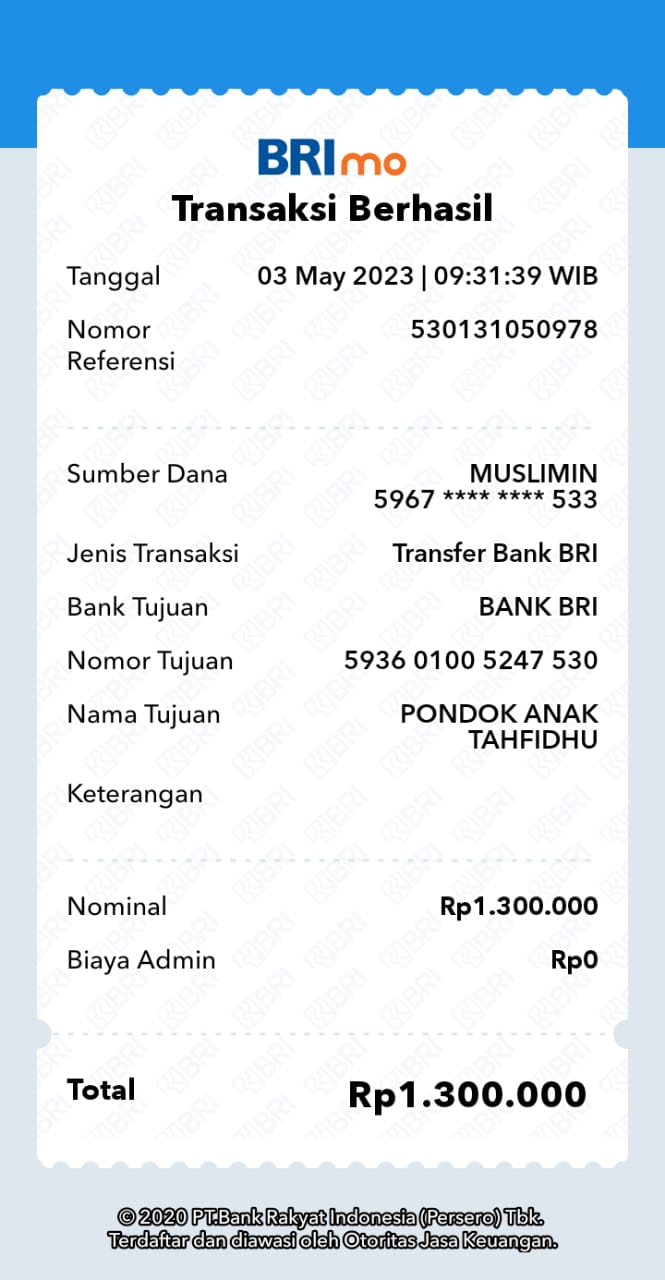 BRImo
Transaksi Berhasil
Tanggal 03 May 2023 | 09:31:39 WIB
Nomor Referensi 530131050978
Sumber Dana MUSLIMIN
5967 **** **** 533
Jenis Transaksi Transfer Bank BRI
Bank Tujuan BANK BRI
Nomor Tujuan 5936 0100 5247 530
Nama Tujuan PONDOK ANAK
TAHFIDHU
Keterangan
Nominal Rp1.300.000
Biaya Admin Rp0
Total Rp1.300.000
© 2020 PT.Bank Rakyat Indonesia (Persero) Tbk.
Terdaftar dan diawasi oleh Otoritas Jasa Keuangan.